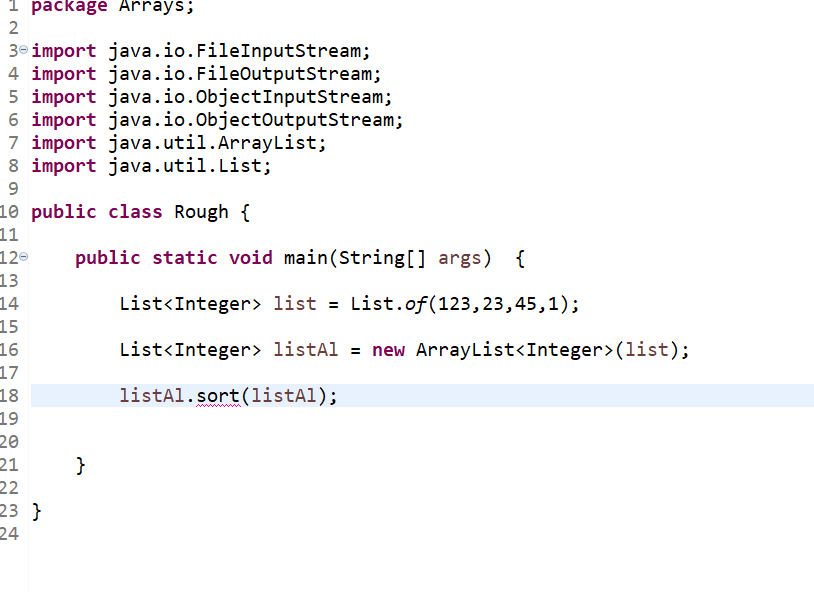 1 package Arrays;
2
3 import java.io.FileInputStream;
4 import java.io.FileOutputStream;
5 import java.io.ObjectInputStream;
6 import java.io.ObjectOutputStream;
7 import java.util.ArrayList;
8 import java.util.List;
9
10 public class Rough {
11
12     public static void main(String[] args)  {
13
14         List<Integer> list = List.of(123,23,45,1);
15
16         List<Integer> listAl = new ArrayList<Integer>(list);
17
18         listAl.sort(listAl);
19
20
21     }
22
23 }
24